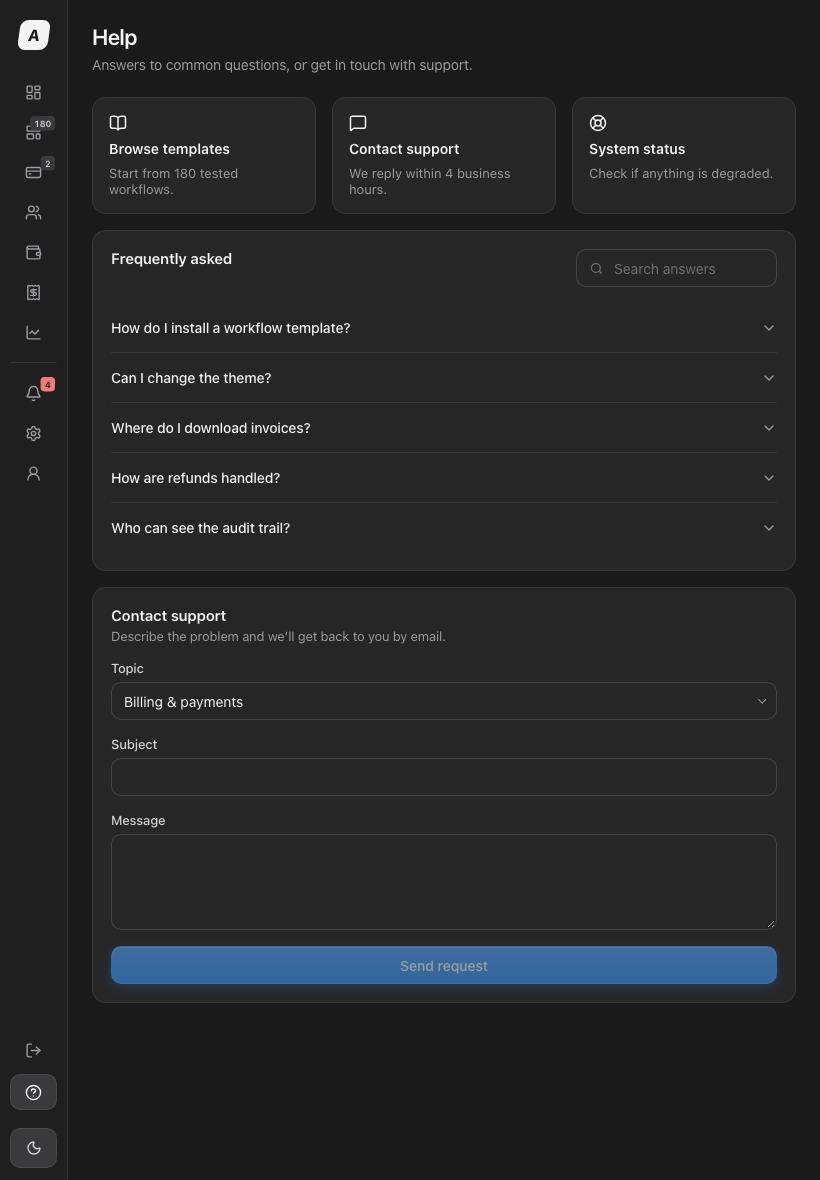 A
180
2
4
Help
Answers to common questions, or get in touch with support.
Browse templates
Start from 180 tested
workflows.
Contact support
We reply within 4 business
hours.
System status
Check if anything is degraded.
Frequently asked
Search answers
How do I install a workflow template?
Can I change the theme?
Where do I download invoices?
How are refunds handled?
Who can see the audit trail?
Contact support
Describe the problem and we’ll get back to you by email.
Topic
Billing & payments
Subject
Message
Send request